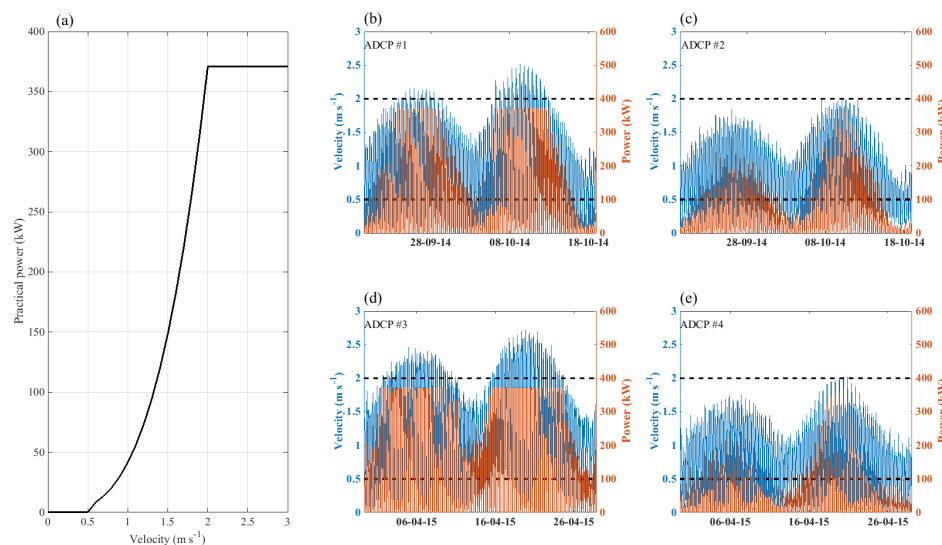 (a)
400
350
300
250
200
150
100
50
0
Practical power (kW)
0 0.5 1 1.5 2 2.5 3
Velocity (m s⁻¹)
(b)
ADCP #1
3
2.5
2
1.5
1
0.5
0
Velocity (m s⁻¹)
600
500
400
300
200
100
0
Power (kW)
28-09-14 08-10-14 18-10-14
(c)
ADCP #2
3
2.5
2
1.5
1
0.5
0
Velocity (m s⁻¹)
600
500
400
300
200
100
0
Power (kW)
28-09-14 08-10-14 18-10-14
(d)
ADCP #3
3
2.5
2
1.5
1
0.5
0
Velocity (m s⁻¹)
600
500
400
300
200
100
0
Power (kW)
06-04-15 16-04-15 26-04-15
(e)
ADCP #4
3
2.5
2
1.5
1
0.5
0
Velocity (m s⁻¹)
600
500
400
300
200
100
0
Power (kW)
06-04-15 16-04-15 26-04-15